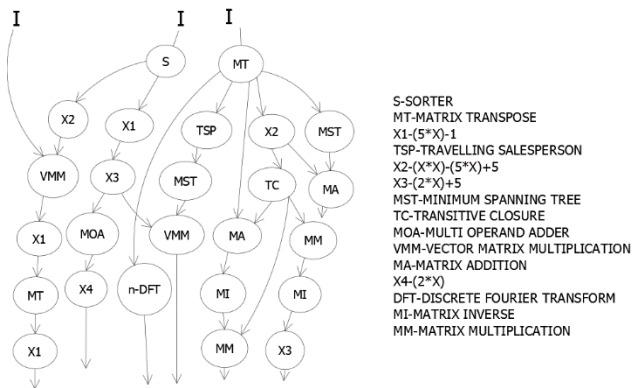 I I I
S MT
X2 X1 TSP X2 MST
VMM X3 MST TC MA
X1 MOA VMM MA MM
MT X4 n-DFT MI MI
X1 MM X3
S-SORTER
MT-MATRIX TRANSPOSE
X1-(5*X)-1
TSP-TRAVELLING SALESPERSON
X2-(X*X)-(5*X)+5
X3-(2*X)+5
MST-MINIMUM SPANNING TREE
TC-TRANSITIVE CLOSURE
MOA-MULTI OPERAND ADDER
VMM-VECTOR MATRIX MULTIPLICATION
MA-MATRIX ADDITION
X4-(2*X)
DFT-DISCRETE FOURIER TRANSFORM
MI-MATRIX INVERSE
MM-MATRIX MULTIPLICATION